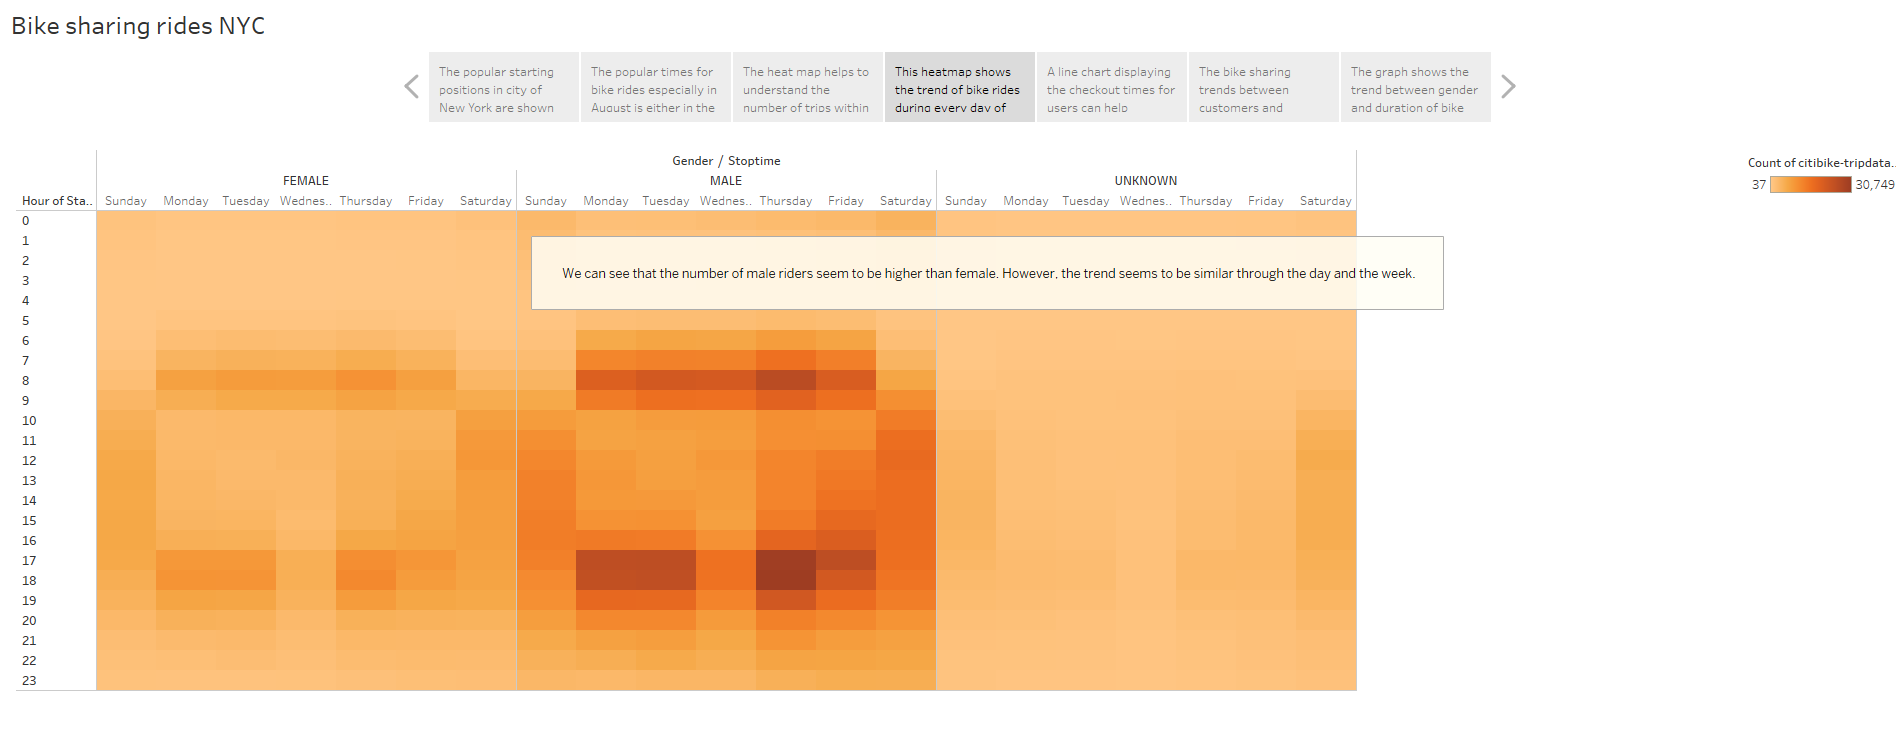 Bike sharing rides NYC
The popular starting
positions in city of
New York are shown
The popular times for
bike rides especially in
August is either in the
The heat map helps to
understand the
number of trips within
This heatmap shows
the trend of bike rides
during every day of
A line chart displaying
the checkout times for
users can help
The bike sharing
trends between
customers and
The graph shows the
trend between gender
and duration of bike
Gender / Stoptime
FEMALE MALE UNKNOWN
Hour of Sta.. Sunday Monday Tuesday Wednes.. Thursday Friday Saturday Sunday Monday Tuesday Wednes.. Thursday Friday Saturday Sunday Monday Tuesday Wednes.. Thursday Friday Saturday
0
1
2
3
4
5
6
7
8
9
10
11
12
13
14
15
16
17
18
19
20
21
22
23
We can see that the number of male riders seem to be higher than female. However, the trend seems to be similar through the day and the week.
Count of citibike-tripdata..
37 30,749